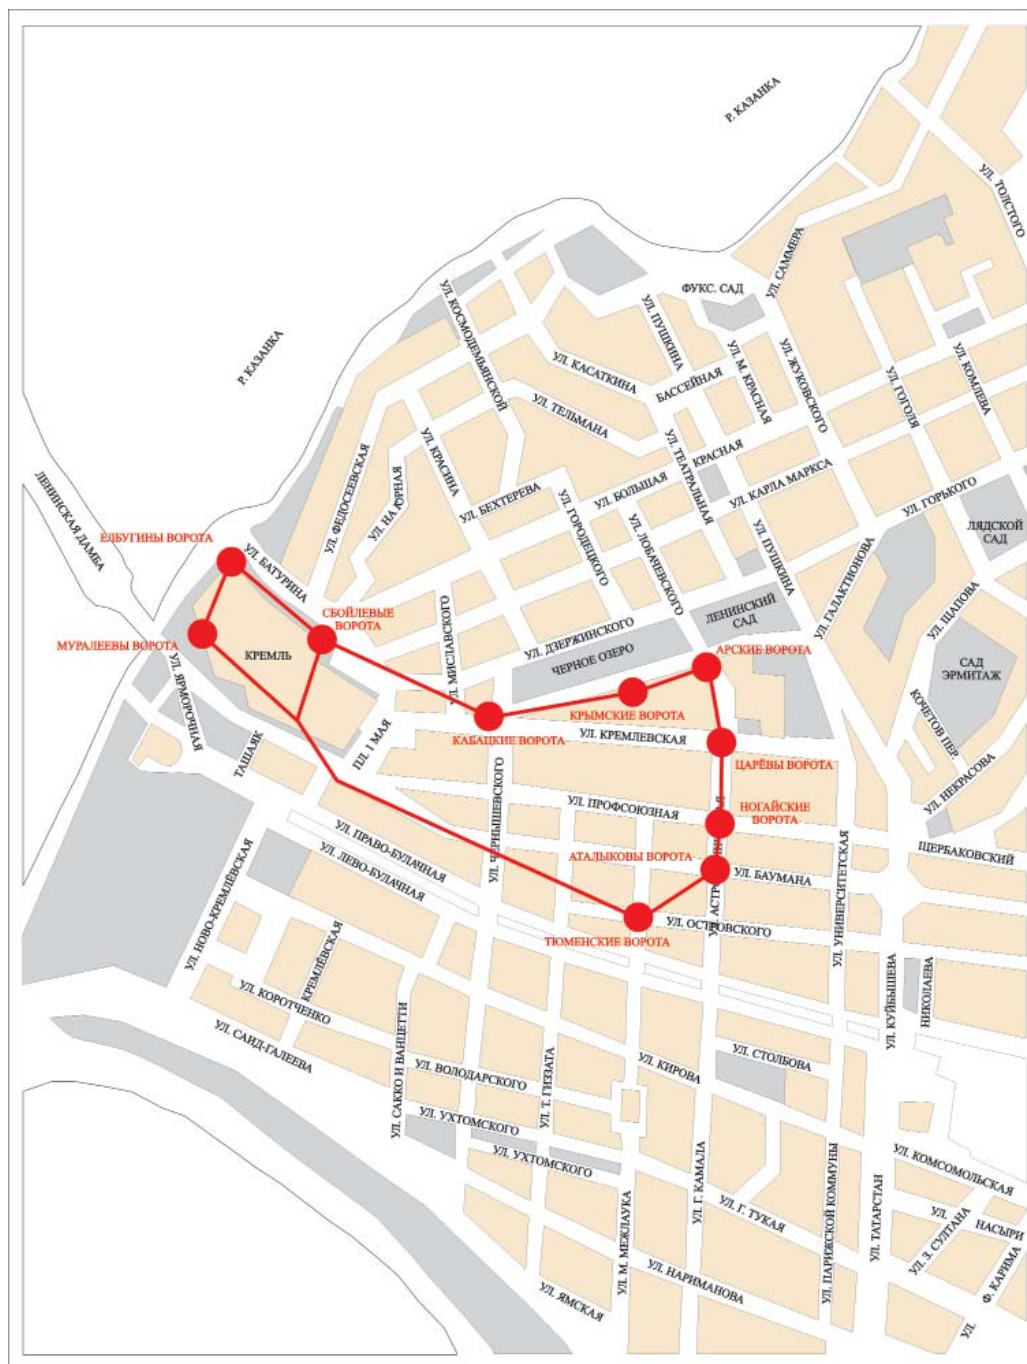 Р. КАЗАНКА
УЛ. ТОЛСТОГО
УЛ. САММЕРА
ФУКС. САД
УЛ. КОСМОДЕМЬЯНСКОЙ
УЛ. ПУШКИНА
Р. КАЗАНКА
УЛ. КАСАТКИНА
БАССЕЙНАЯ
УЛ. М. КРАСНАЯ
УЛ. ЖУКОВСКОГО
УЛ. ГОГОЛЯ
УЛ. КОМЛЕВА
УЛ. ТЕЛЬМАНА
УЛ. КРАСИНА
УЛ. ТЕАТРАЛЬНАЯ
КРАСНАЯ
УЛ. БОЛЬШАЯ
УЛ. КАРЛА МАРКСА
УЛ. ГОРЬКОГО
УЛ. ФЕДОСЕЕВСКАЯ
УЛ. БЕХТЕРЕВА
УЛ. ГОРОДЕЦКОГО
УЛ. ЛОБАЧЕВСКОГО
УЛ. ПУШКИНА
ЛЯДСКОЙ
САД
ЛЕНИНСКАЯ ДАМБА
ЕЛБУГИНЫ ВОРОТА
УЛ. БАТУРИНА
СБОЙЛЕВЫЕ
ВОРОТА
УЛ. ГАЛАКТИОНОВА
УЛ. ЩАПОВА
ЛЕНИНСКИЙ
САД
УЛ. МИСЛАВСКОГО
УЛ. ДЗЕРЖИНСКОГО
ЧЕРНОЕ ОЗЕРО
МУРАЛЕЕВЫ ВОРОТА
КРЕМЛЬ
АРСКИЕ ВОРОТА
САД
ЭРМИТАЖ
УЛ. ЯРМОРОЧНАЯ
ТАШАЯК
ПЛ. 1 МАЯ
КРЫМСКИЕ ВОРОТА
КАБАЦКИЕ ВОРОТА
УЛ. КРЕМЛЕВСКАЯ
ЦАРЁВЫ ВОРОТА
КОЧЕТОВ ПЕР.
УЛ. НЕКРАСОВА
УЛ. ЧЕРНЫШЕВСКОГО
УЛ. ПРОФСОЮЗНАЯ
НОГАЙСКИЕ
ВОРОТА
УЛ. ПРАВО-БУЛАЧНАЯ
УЛ. ЛЕВО-БУЛАЧНАЯ
АТАЛЫКОВЫ ВОРОТА
УЛ. БАУМАНА
ЩЕРБАКОВСКИЙ
УЛ. УНИВЕРСИТЕТСКАЯ
УЛ. НОВО-КРЕМЛЁВСКАЯ
КРЕМЛЁВСКАЯ
ТЮМЕНСКИЕ ВОРОТА
УЛ. ОСТРОВСКОГО
УЛ. КУЙБЫШЕВА
НИКОЛАЕВА
УЛ. КОРОТЧЕНКО
УЛ. САИД-ГАЛЕЕВА
УЛ. САККО И ВАНЦЕТТИ
УЛ. ВОЛОДАРСКОГО
УЛ. Т. ГИЗЗАТА
УЛ. КИРОВА
УЛ. СТОЛБОВА
УЛ. УХТОМСКОГО
УЛ. УХТОМСКОГО
УЛ. М. МЕЖЛАУКА
УЛ. Г. КАМАЛА
УЛ. Г. ТУКАЯ
УЛ. ПАРИЖСКОЙ КОММУНЫ
УЛ. ТАТАРСТАН
УЛ. КОМСОМОЛЬСКАЯ
УЛ. НАСЫРИ
УЛ. З. СУЛТАНА
УЛ. Ф. КАРИМА
УЛ. НАРИМАНОВА
УЛ. ЯМСКАЯ